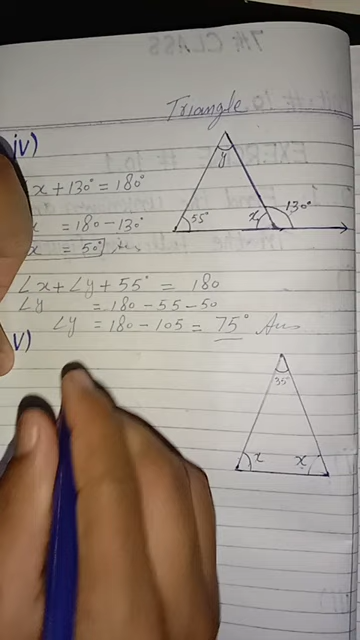 Triangle
iv)
y
x + 130° = 180°
x = 180 - 130°
x = 50° Ans
55°
x
130°
∠x + ∠y + 55° = 180
∠y = 180 - 55 - 50
∠y = 180 - 105 = 75° Ans
v)
35
x
x